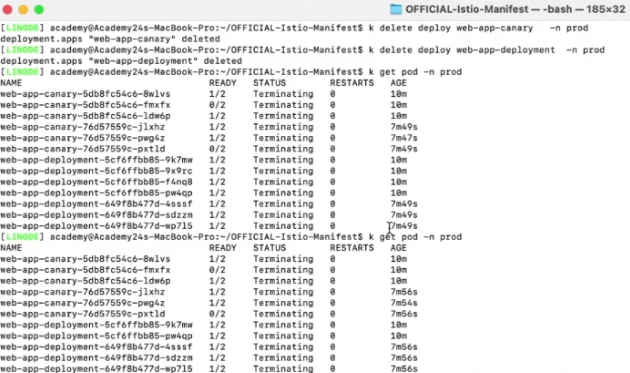 OFFICIAL-Istio-Manifest — -bash — 185×32
[LINODE] academy@Academy24s-MacBook-Pro:~/OFFICIAL-Istio-Manifest$ k delete deploy web-app-canary -n prod
deployment.apps "web-app-canary" deleted
[LINODE] academy@Academy24s-MacBook-Pro:~/OFFICIAL-Istio-Manifest$ k delete deploy web-app-deployment -n prod
deployment.apps "web-app-deployment" deleted
[LINODE] academy@Academy24s-MacBook-Pro:~/OFFICIAL-Istio-Manifest$ k get pod -n prod
NAME READY STATUS RESTARTS AGE
web-app-canary-5db8fc54c6-8wlvs 1/2 Terminating 0 10m
web-app-canary-5db8fc54c6-fmxfx 0/2 Terminating 0 10m
web-app-canary-5db8fc54c6-ldw6p 1/2 Terminating 0 10m
web-app-canary-76d57559c-jlxhz 1/2 Terminating 0 7m49s
web-app-canary-76d57559c-pwg4z 1/2 Terminating 0 7m47s
web-app-canary-76d57559c-pxtld 0/2 Terminating 0 7m49s
web-app-deployment-5cf6ffbb85-9k7mw 1/2 Terminating 0 10m
web-app-deployment-5cf6ffbb85-9x9rc 1/2 Terminating 0 10m
web-app-deployment-5cf6ffbb85-f4nq8 1/2 Terminating 0 10m
web-app-deployment-5cf6ffbb85-pw4qp 1/2 Terminating 0 10m
web-app-deployment-649f8b477d-4sssf 1/2 Terminating 0 7m49s
web-app-deployment-649f8b477d-sdzzm 1/2 Terminating 0 7m49s
web-app-deployment-649f8b477d-wp7l5 1/2 Terminating 0 7m49s
[LINODE] academy@Academy24s-MacBook-Pro:~/OFFICIAL-Istio-Manifest$ k get pod -n prod
NAME READY STATUS RESTARTS AGE
web-app-canary-5db8fc54c6-8wlvs 1/2 Terminating 0 10m
web-app-canary-5db8fc54c6-fmxfx 0/2 Terminating 0 10m
web-app-canary-5db8fc54c6-ldw6p 1/2 Terminating 0 10m
web-app-canary-76d57559c-jlxhz 1/2 Terminating 0 7m56s
web-app-canary-76d57559c-pwg4z 1/2 Terminating 0 7m54s
web-app-canary-76d57559c-pxtld 0/2 Terminating 0 7m56s
web-app-deployment-5cf6ffbb85-9k7mw 1/2 Terminating 0 10m
web-app-deployment-5cf6ffbb85-pw4qp 1/2 Terminating 0 10m
web-app-deployment-649f8b477d-4sssf 1/2 Terminating 0 7m56s
web-app-deployment-649f8b477d-sdzzm 1/2 Terminating 0 7m56s
web-app-deployment-649f8b477d-wp7l5 1/2 Terminating 0 7m56s